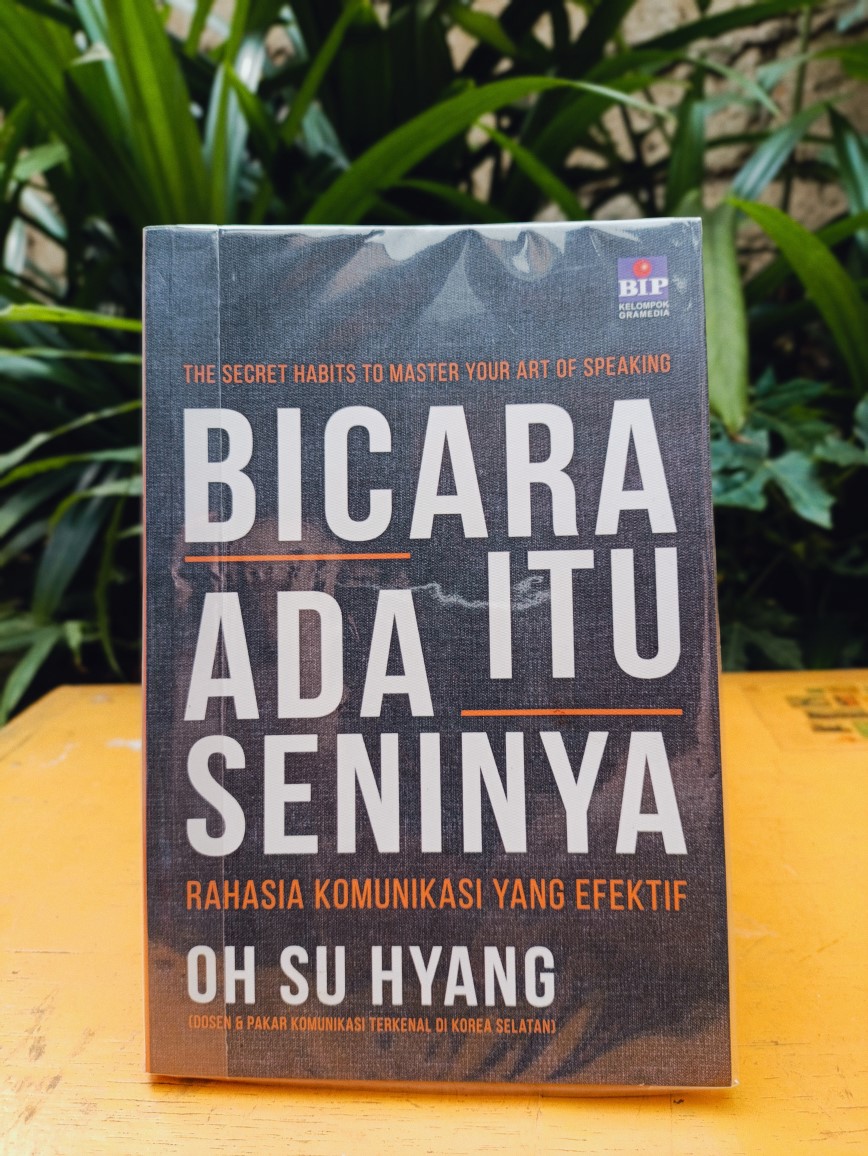 BIP
KELOMPOK
GRAMEDIA
THE SECRET HABITS TO MASTER YOUR ART OF SPEAKING
BICARA
ITU
ADA
SENINYA
RAHASIA KOMUNIKASI YANG EFEKTIF
OH SU HYANG
(DOSEN & PAKAR KOMUNIKASI TERKENAL DI KOREA SELATAN)